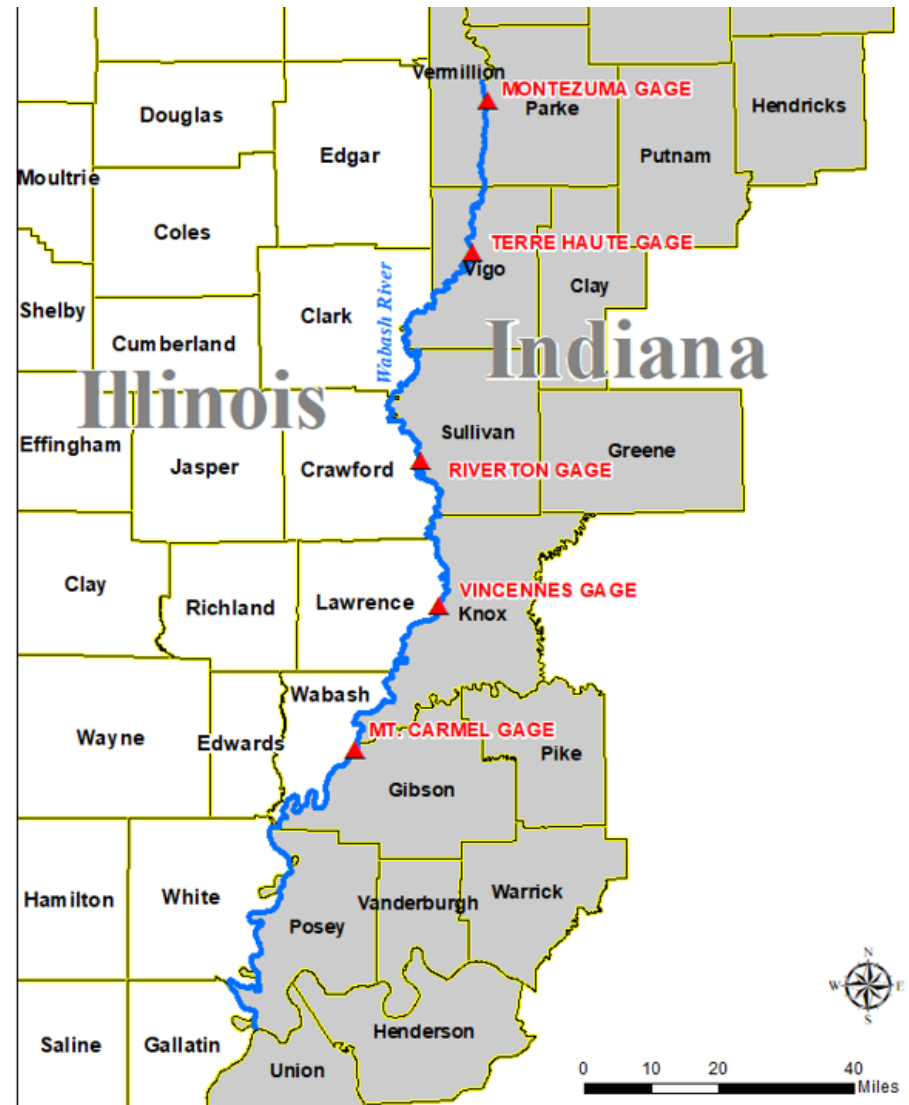 Vermillion
MONTEZUMA GAGE
Parke
Hendricks
Douglas
Edgar
Putnam
Moultrie
Coles
TERRE HAUTE GAGE
Vigo
Clay
Shelby
Clark
Wabash River
Cumberland
Indiana
Illinois
Effingham
Jasper
Crawford
Sullivan
Greene
RIVERTON GAGE
Clay
Richland
Lawrence
VINCENNES GAGE
Knox
Wabash
Wayne
Edwards
MT. CARMEL GAGE
Pike
Gibson
Hamilton
White
Posey
Vanderburgh
Warrick
N
W E
S
Saline
Gallatin
Henderson
Union
0 10 20 40
Miles